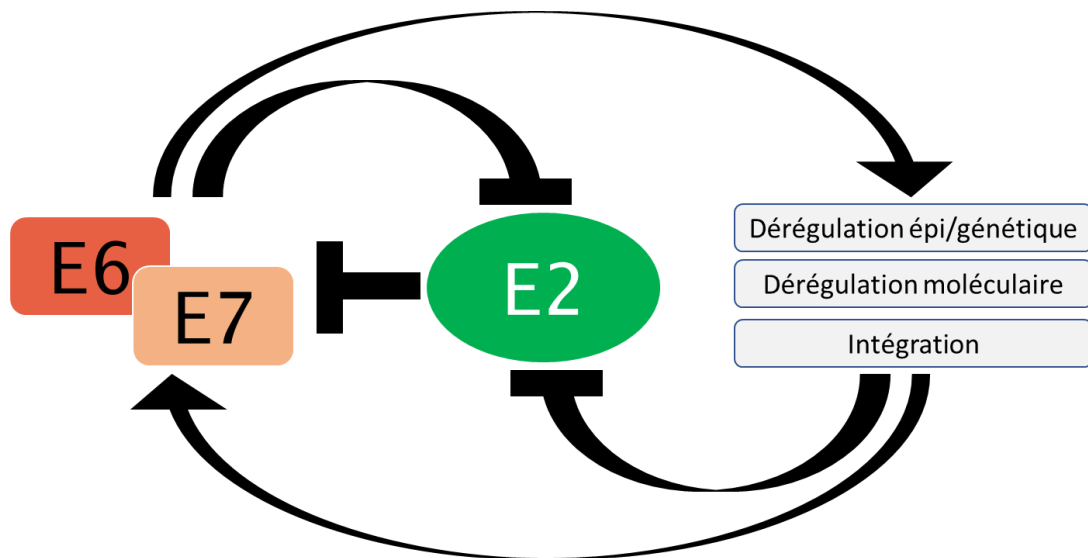 E6
E7
E2
Dérégulation épi/génétique
Dérégulation moléculaire
Intégration